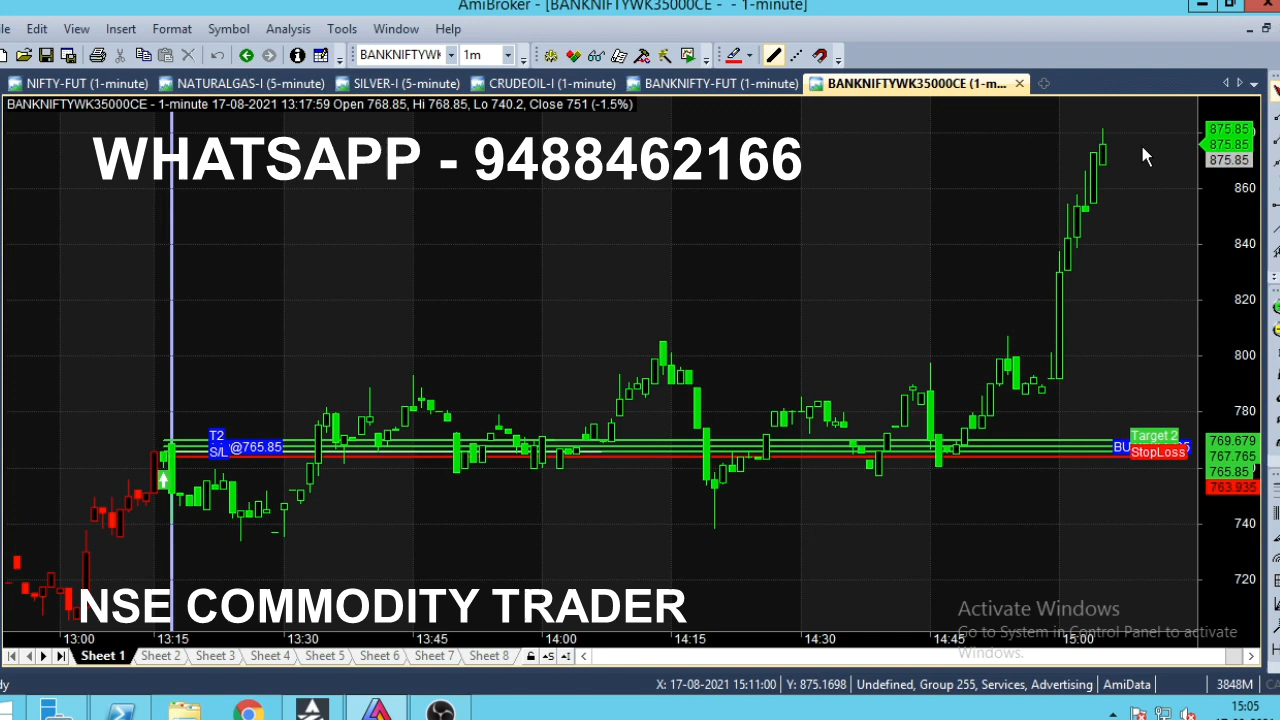 AmiBroker - [BANKNIFTYWK35000CE - - 1-minute]
Edit View Insert Format Symbol Analysis Tools Window Help
BANKNIFTYWK 1m
NIFTY-FUT (1-minute) NATURALGAS-I (5-minute) SILVER-I (5-minute) CRUDEOIL-I (1-minute) BANKNIFTY-FUT (1-minute) BANKNIFTYWK35000CE (1-m...
BANKNIFTYWK35000CE - 1-minute 17-08-2021 13:17:59 Open 768.85, Hi 768.85, Lo 740.2, Close 751 (-1.5%)
WHATSAPP - 9488462166
875.85
875.85
875.85
860
840
820
800
780
T2 Target 2
@765.85 BU 769.679
S/L StopLoss 767.765
765.85
763.935
740
720
NSE COMMODITY TRADER
Activate Windows
Go to System in Control Panel to activate
Windows.
13:00 13:15 13:30 13:45 14:00 14:15 14:30 14:45 15:00
Sheet 1 Sheet 2 Sheet 3 Sheet 4 Sheet 5 Sheet 6 Sheet 7 Sheet 8
X: 17-08-2021 15:11:00 Y: 875.1698 Undefined, Group 255, Services, Advertising AmiData 3848M
15:05